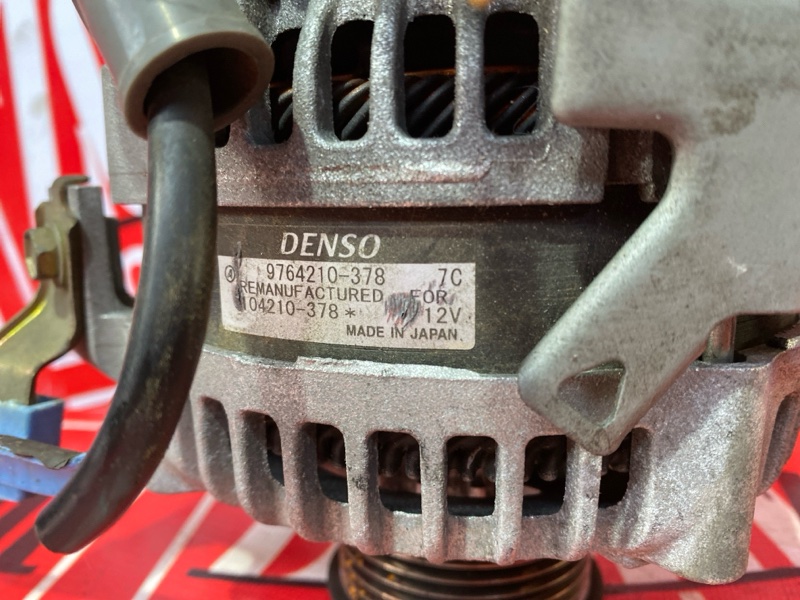 DENSO
Ⓐ 9764210-378 7C
REMANUFACTURED FOR
104210-378* 12V
MADE IN JAPAN.